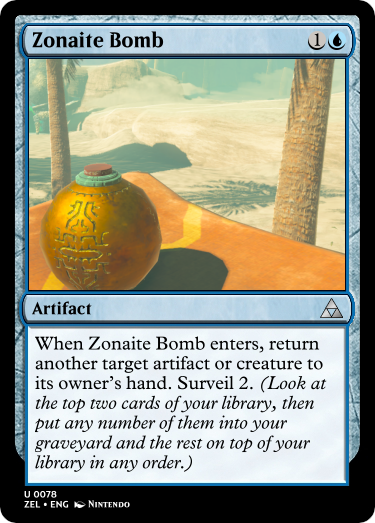 Zonaite Bomb 1
Artifact
When Zonaite Bomb enters, return
another target artifact or creature to
its owner's hand. Surveil 2. (Look at
the top two cards of your library, then
put any number of them into your
graveyard and the rest on top of your
library in any order.)
U 0078
ZEL • ENG Nintendo